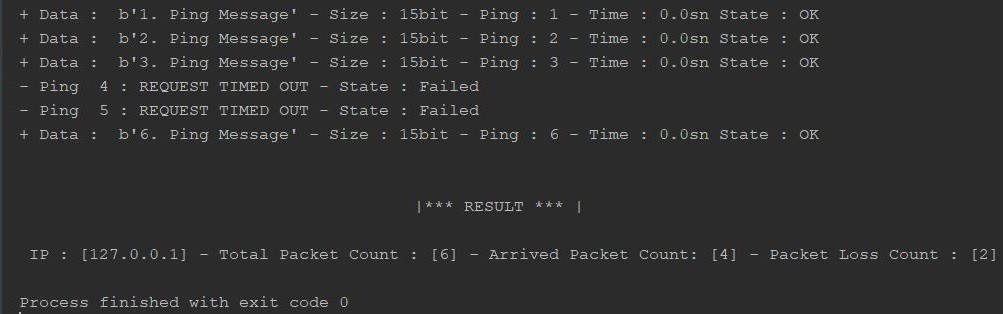 + Data :  b'1. Ping Message' - Size : 15bit - Ping : 1 - Time : 0.0sn State : OK
+ Data :  b'2. Ping Message' - Size : 15bit - Ping : 2 - Time : 0.0sn State : OK
+ Data :  b'3. Ping Message' - Size : 15bit - Ping : 3 - Time : 0.0sn State : OK
- Ping  4 : REQUEST TIMED OUT - State : Failed
- Ping  5 : REQUEST TIMED OUT - State : Failed
+ Data :  b'6. Ping Message' - Size : 15bit - Ping : 6 - Time : 0.0sn State : OK
|*** RESULT *** |
IP : [127.0.0.1] - Total Packet Count : [6] - Arrived Packet Count: [4] - Packet Loss Count : [2]
Process finished with exit code 0